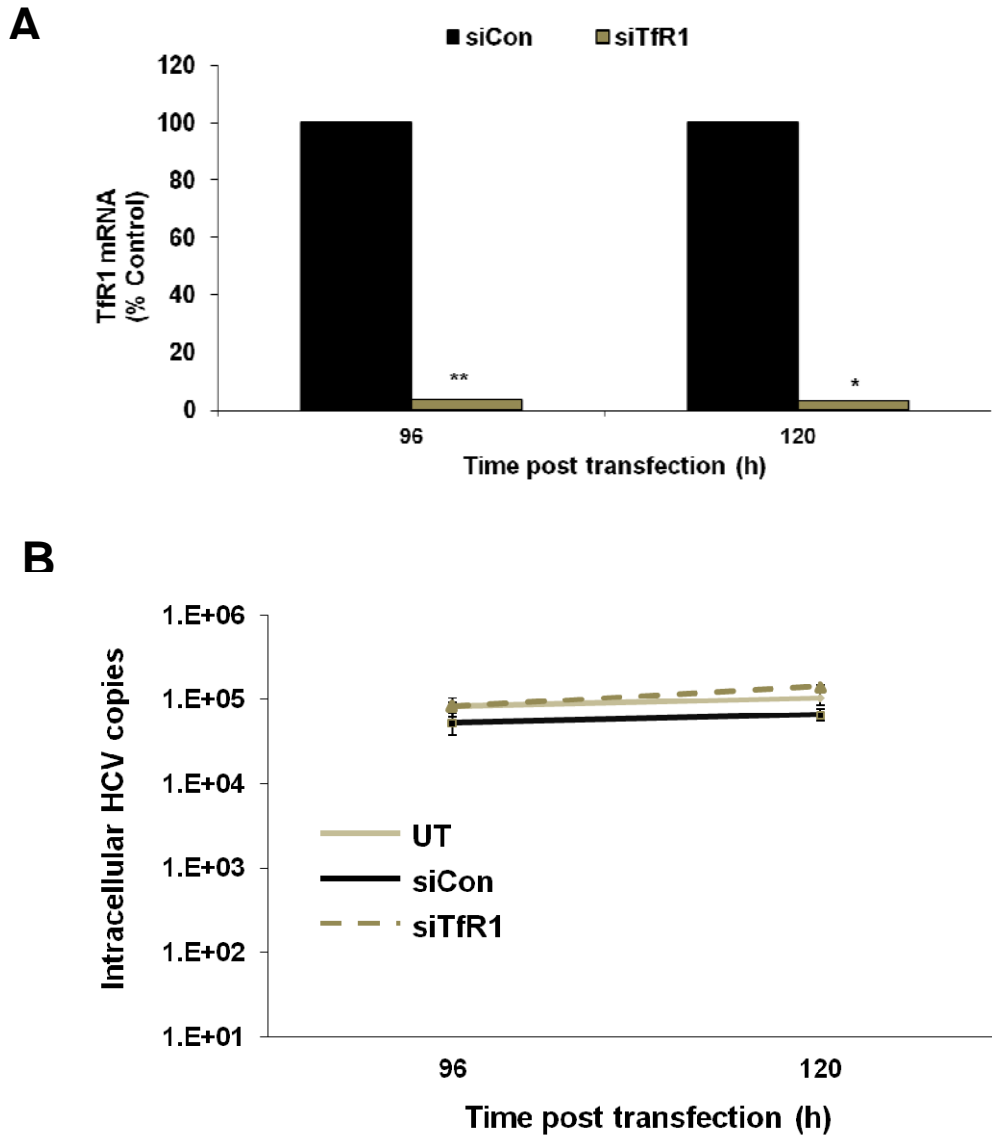 A
siCon siTfR1
120
100
80
60
40
20
0
TfR1 mRNA
(% Control)
**
*
96 120
Time post transfection (h)
B
1.E+06
1.E+05
1.E+04
1.E+03
1.E+02
1.E+01
Intracellular HCV copies
UT
siCon
siTfR1
96 120
Time post transfection (h)